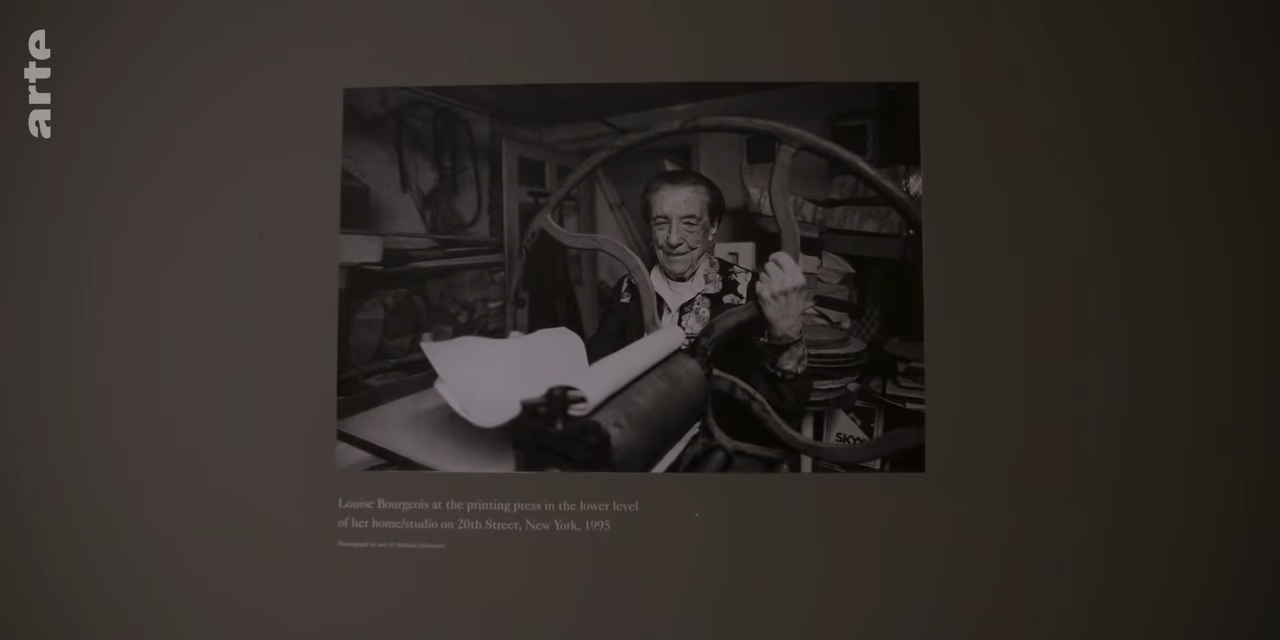 arte
Louise Bourgeois at the printing press in the lower level
of her home/studio on 20th Street, New York, 1995
SKYY